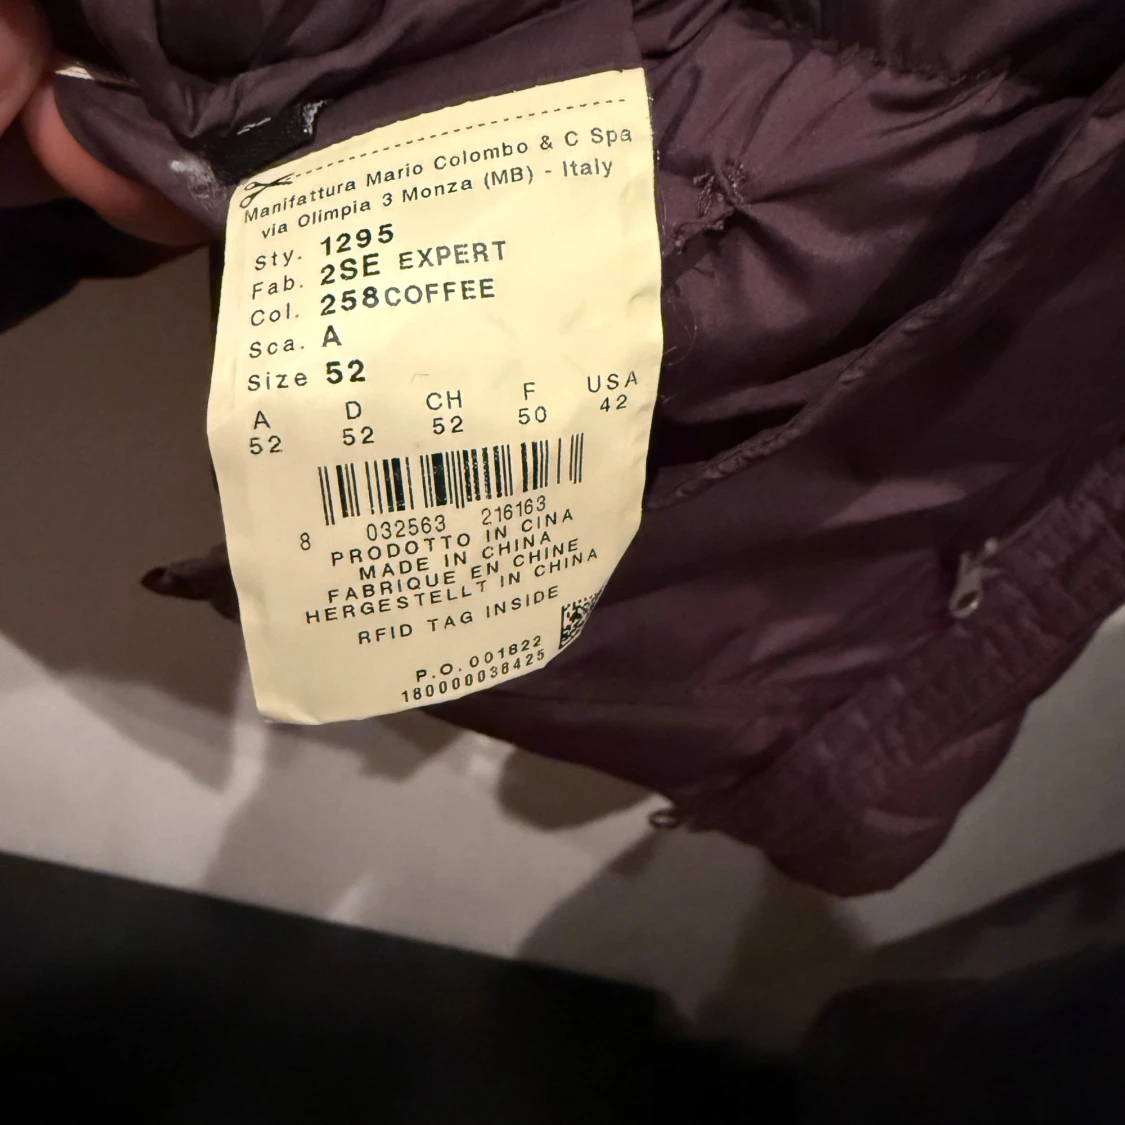 Manifattura Mario Colombo & C Spa
via Olimpia 3 Monza (MB) - Italy
Sty. 1295
Fab. 2SE EXPERT
Col. 258COFFEE
Sca. A
Size 52
A D CH F USA
52 52 52 50 42
8 032563 216163
PRODOTTO IN CINA
MADE IN CHINA
FABRIQUE EN CHINE
HERGESTELLT IN CHINA
RFID TAG INSIDE
P.O. 001822
180000036425